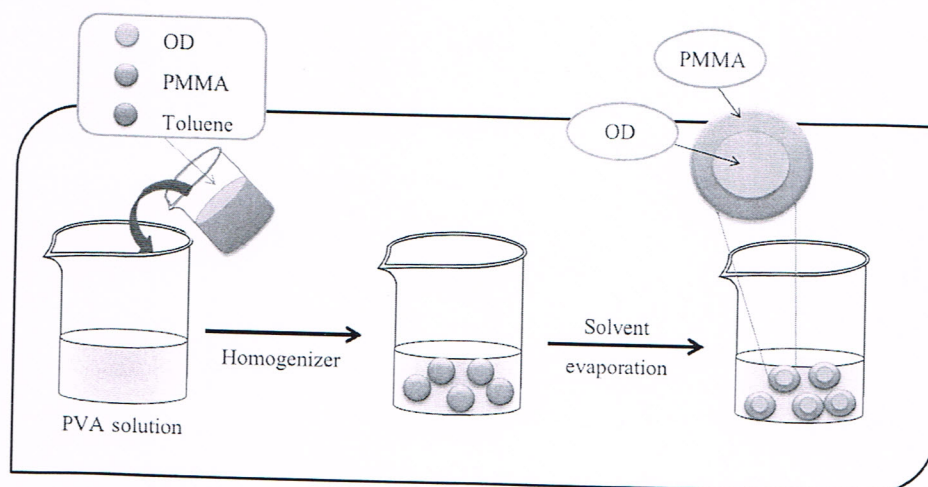 OD
PMMA
Toluene
PMMA
OD
PVA solution
Homogenizer
Solvent
evaporation